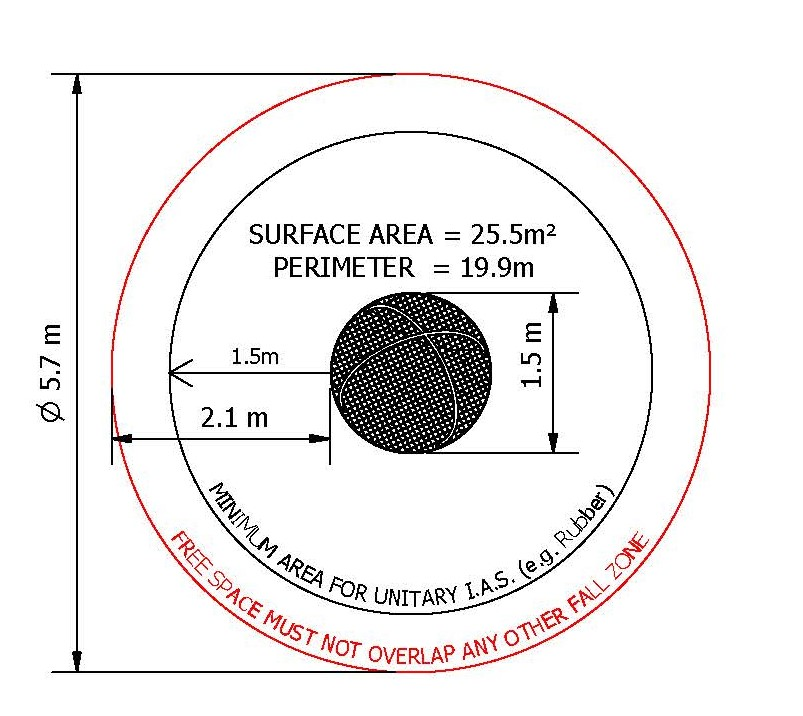 SURFACE AREA = 25.5m²
PERIMETER = 19.9m
1.5m
1.5 m
Ø 5.7 m
2.1 m
MINIMUM AREA FOR UNITARY I.A.S. (e.g. Rubber)
FREE SPACE MUST NOT OVERLAP ANY OTHER FALL ZONE